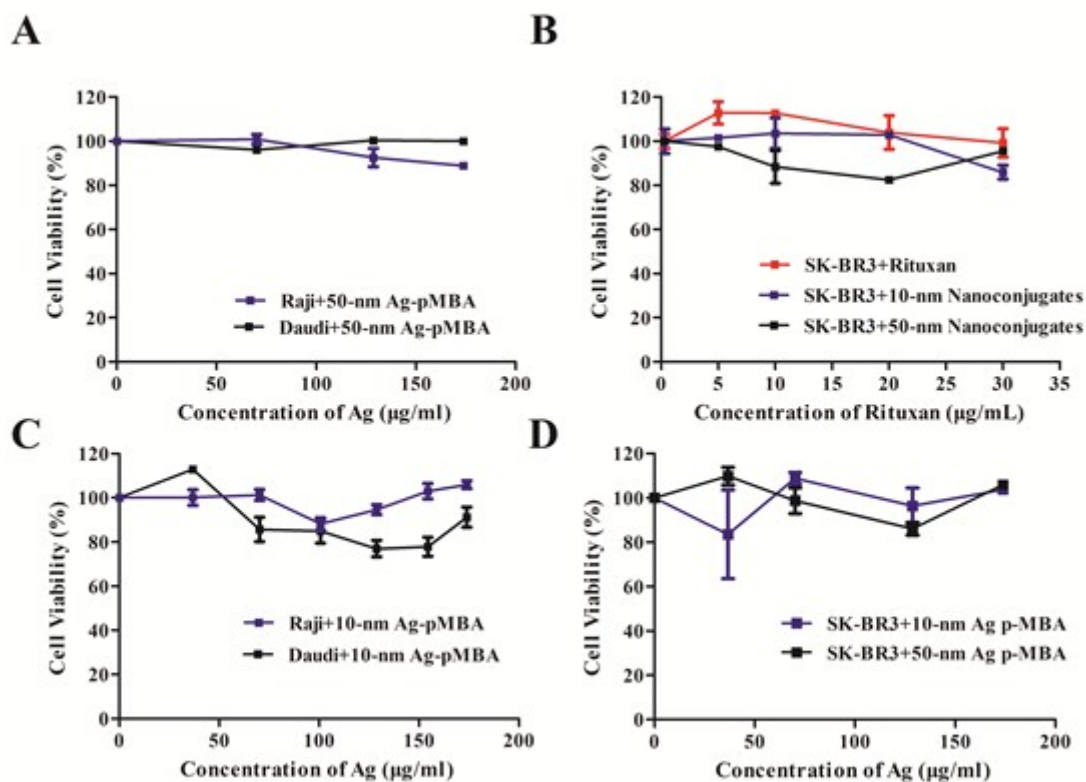 A
120
100
80
60
40
20
0
Cell Viability (%)
Raji+50-nm Ag-pMBA
Daudi+50-nm Ag-pMBA
0 50 100 150 200
Concentration of Ag (µg/ml)
B
120
100
80
60
40
20
0
Cell Viability (%)
SK-BR3+Rituxan
SK-BR3+10-nm Nanoconjugates
SK-BR3+50-nm Nanoconjugates
0 5 10 15 20 25 30 35
Concentration of Rituxan (µg/mL)
C
120
100
80
60
40
20
0
Cell Viability (%)
Raji+10-nm Ag-pMBA
Daudi+10-nm Ag-pMBA
0 50 100 150 200
Concentration of Ag (µg/ml)
D
120
100
80
60
40
20
0
Cell Viability (%)
SK-BR3+10-nm Ag p-MBA
SK-BR3+50-nm Ag p-MBA
0 50 100 150 200
Concentration of Ag (µg/ml)